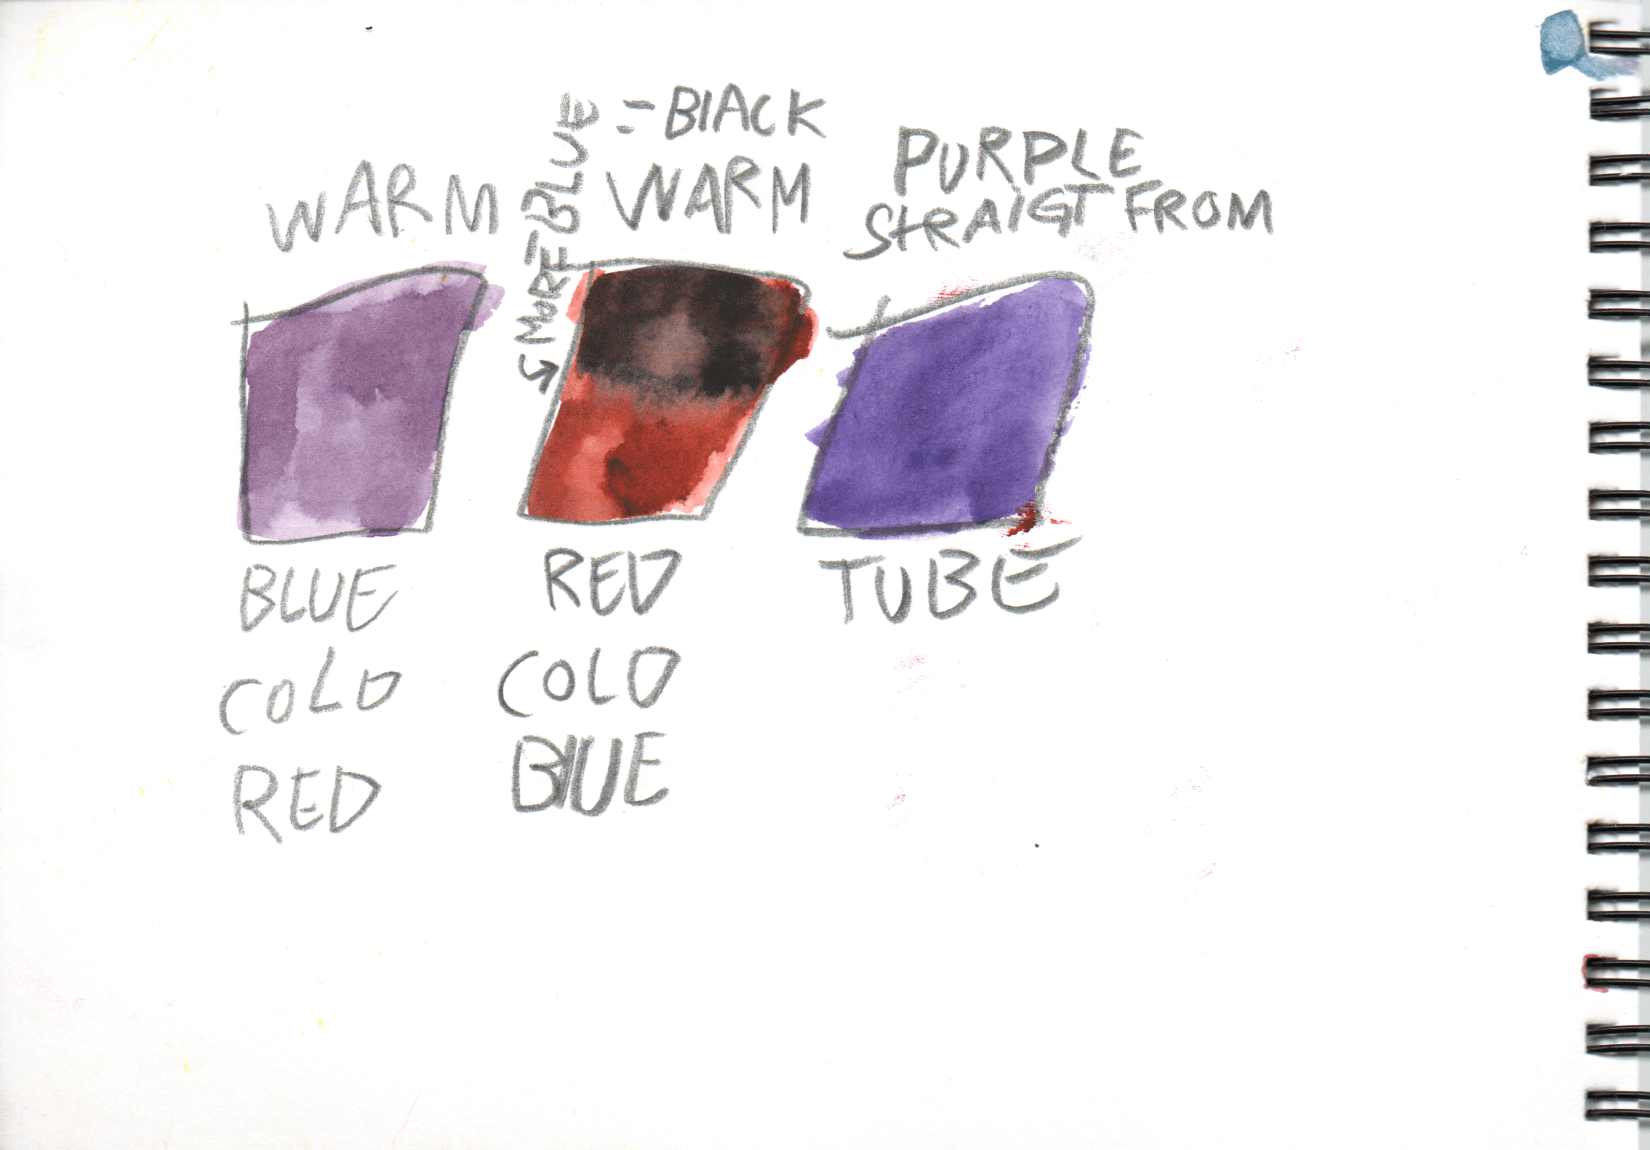 WARM
BLUE
COLD
RED
MORE BLUE
=BlACK
WARM
RED
COLD
BlUE
PURPLE
STRAIGT FROM
TUBE